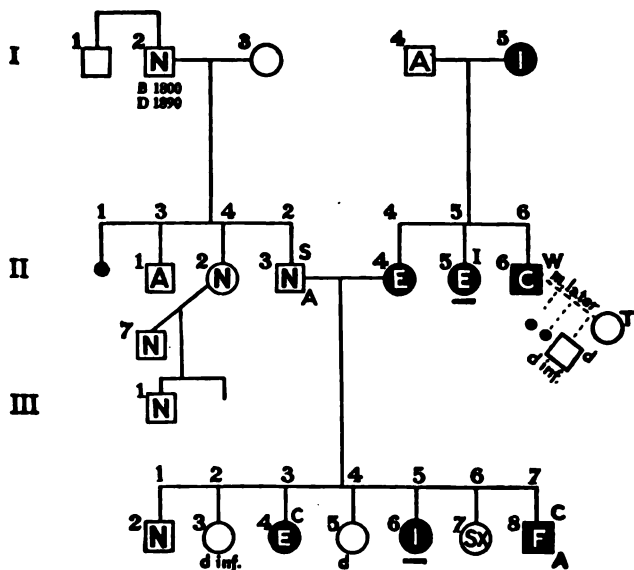 I 1 2 N 3 4 A 5 I
B 1800
D 1890
1 3 4 2 4 5 6
II 1 A 2 N 3 N S A 4 E 5 E I 6 C W m later T
7 N d inf. d
III 1 N
1 2 3 4 5 6 7
2 N 3 4 E C 5 6 I 7 SX 8 F C A
d inf. d